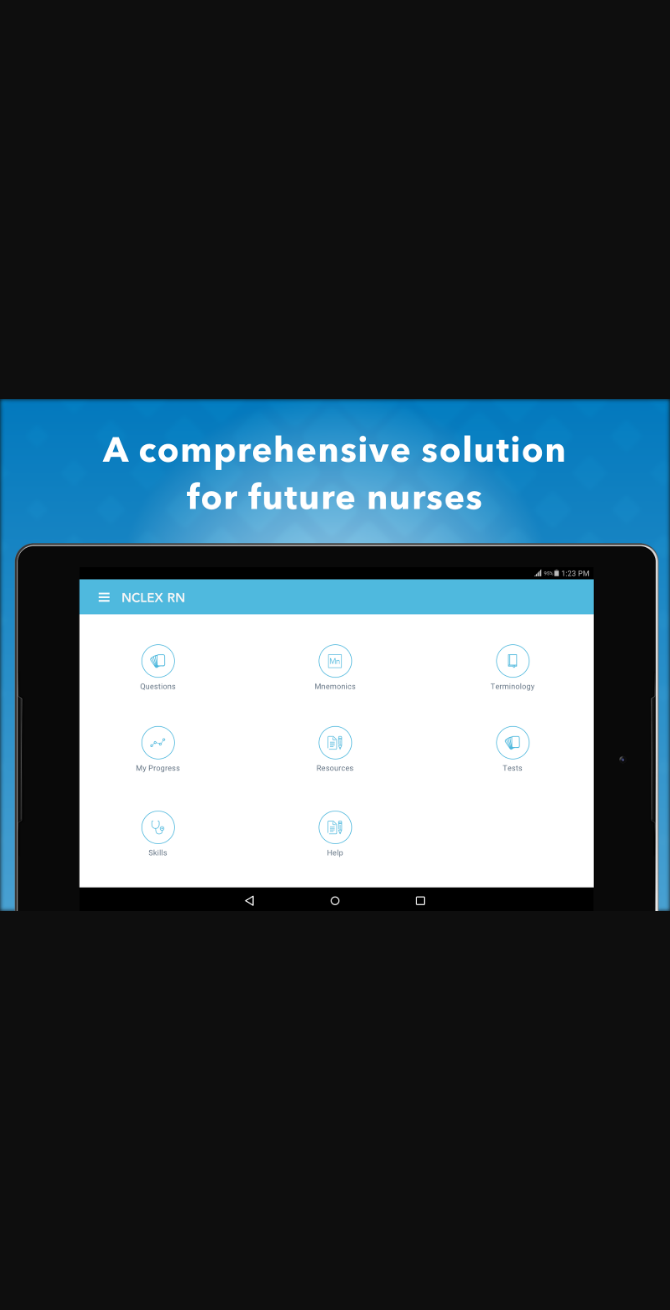 A comprehensive solution
for future nurses
1:23 PM
NCLEX RN
Questions
Mn
Mnemonics
Terminology
My Progress
Resources
Tests
Skills
Help